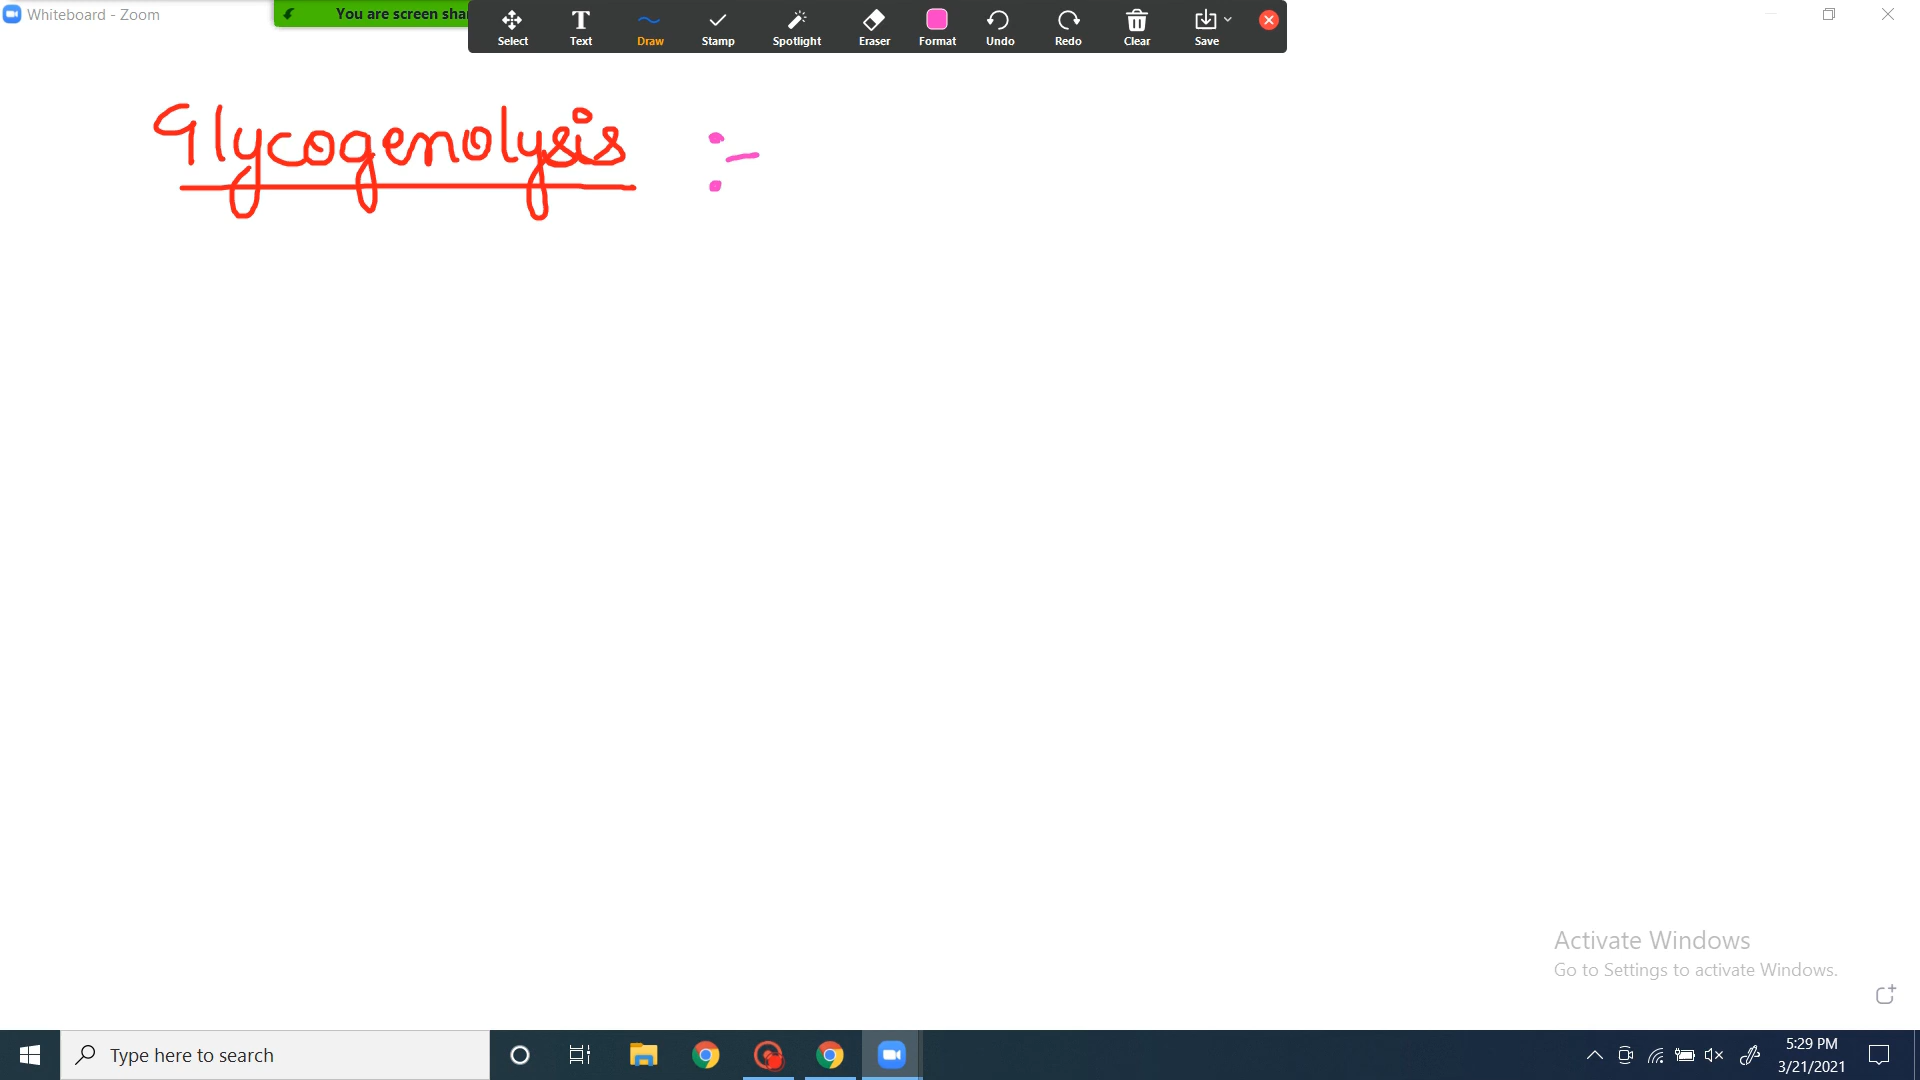 Whiteboard - Zoom
You are screen sha
Select Text Draw Stamp Spotlight Eraser Format Undo Redo Clear Save
Glycogenolysis :-
Activate Windows
Go to Settings to activate Windows.
Type here to search
5:29 PM
3/21/2021